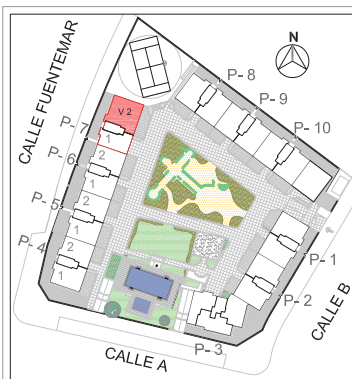 N
P- 8
P- 9
P- 10
CALLE FUENTEMAR
V 2
P- 7
1
P- 6
2
1
P- 5
2
1
P- 4
2
1
P- 1
P- 2
P- 3
CALLE B
CALLE A